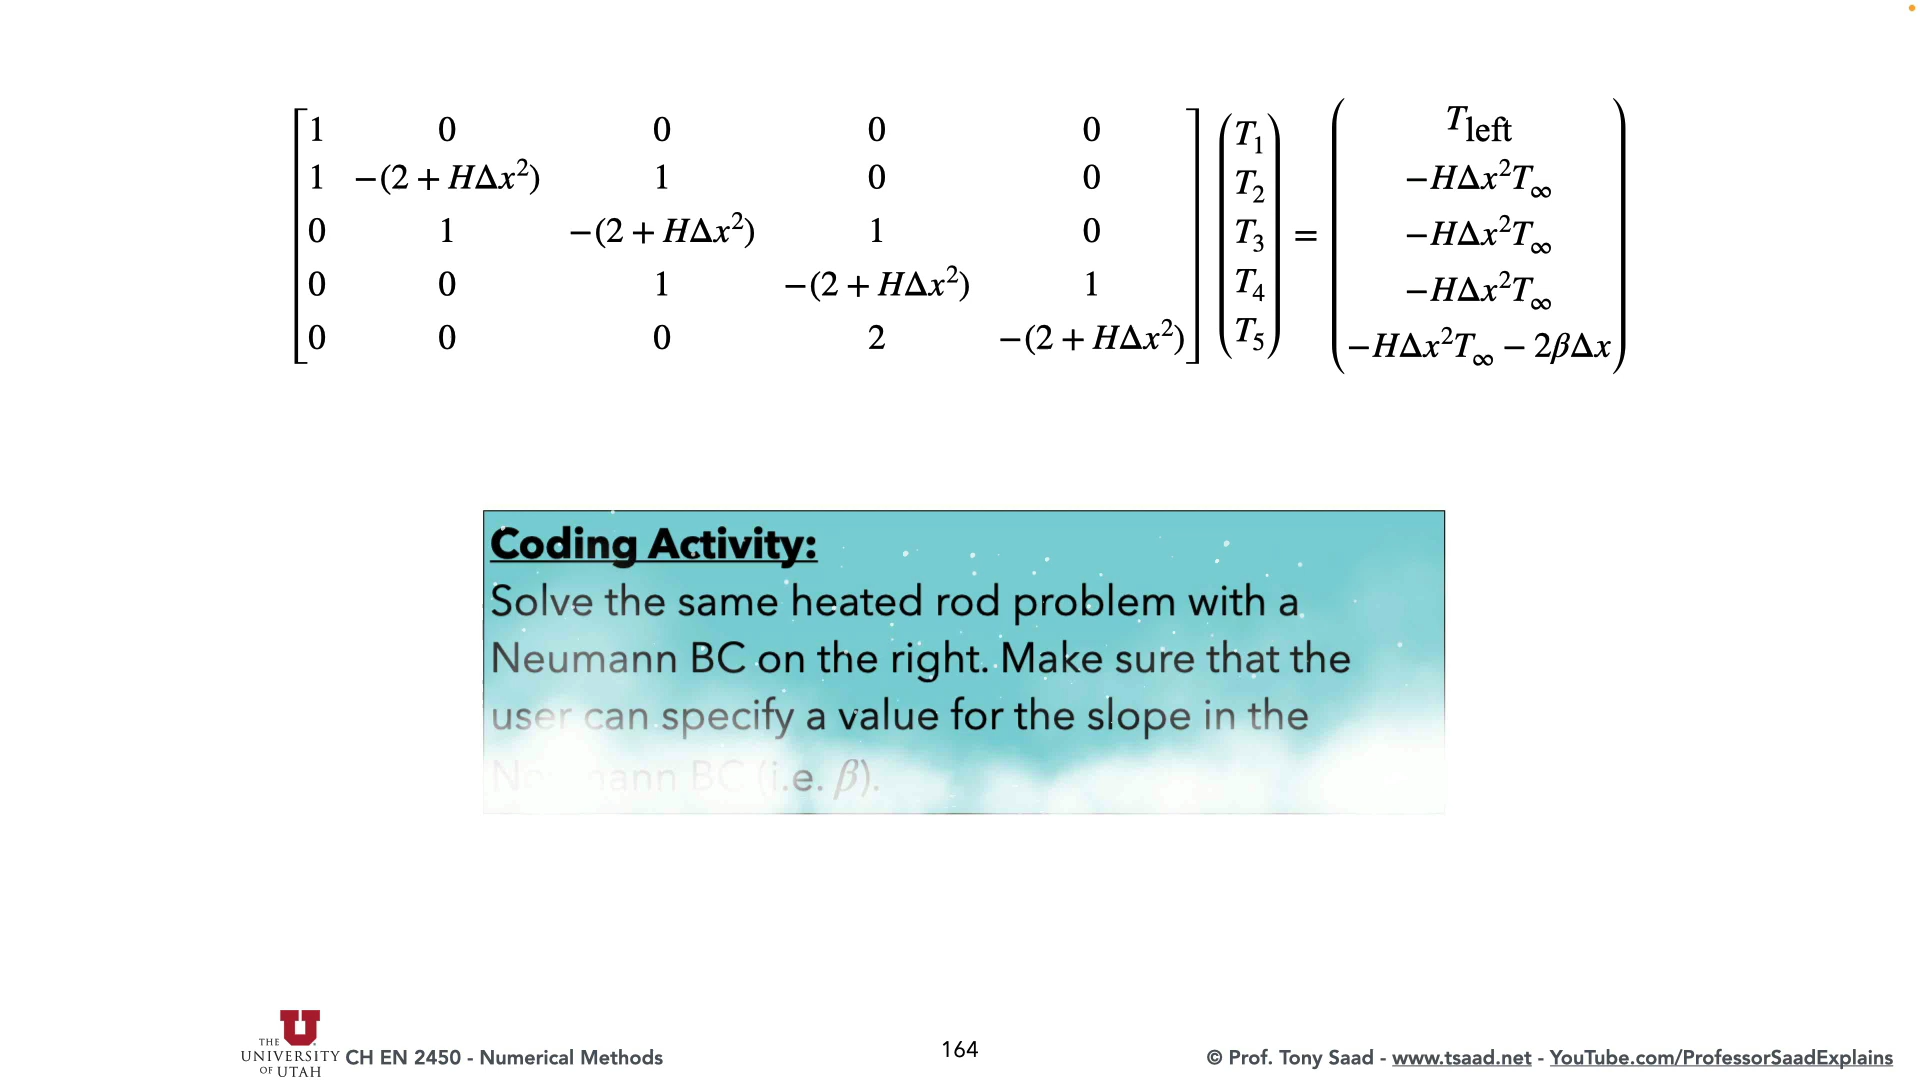 1 0 0 0 0 T₁ T_left
1 −(2 + HΔx²) 1 0 0 T₂ −HΔx²T∞
0 1 −(2 + HΔx²) 1 0 T₃ = −HΔx²T∞
0 0 1 −(2 + HΔx²) 1 T₄ −HΔx²T∞
0 0 0 2 −(2 + HΔx²) T₅ −HΔx²T∞ − 2βΔx
Coding Activity:
Solve the same heated rod problem with a
Neumann BC on the right. Make sure that the
user can specify a value for the slope in the
BC (i.e. β).
THE
UNIVERSITY
OF UTAH
CH EN 2450 - Numerical Methods
164
© Prof. Tony Saad - www.tsaad.net - YouTube.com/ProfessorSaadExplains